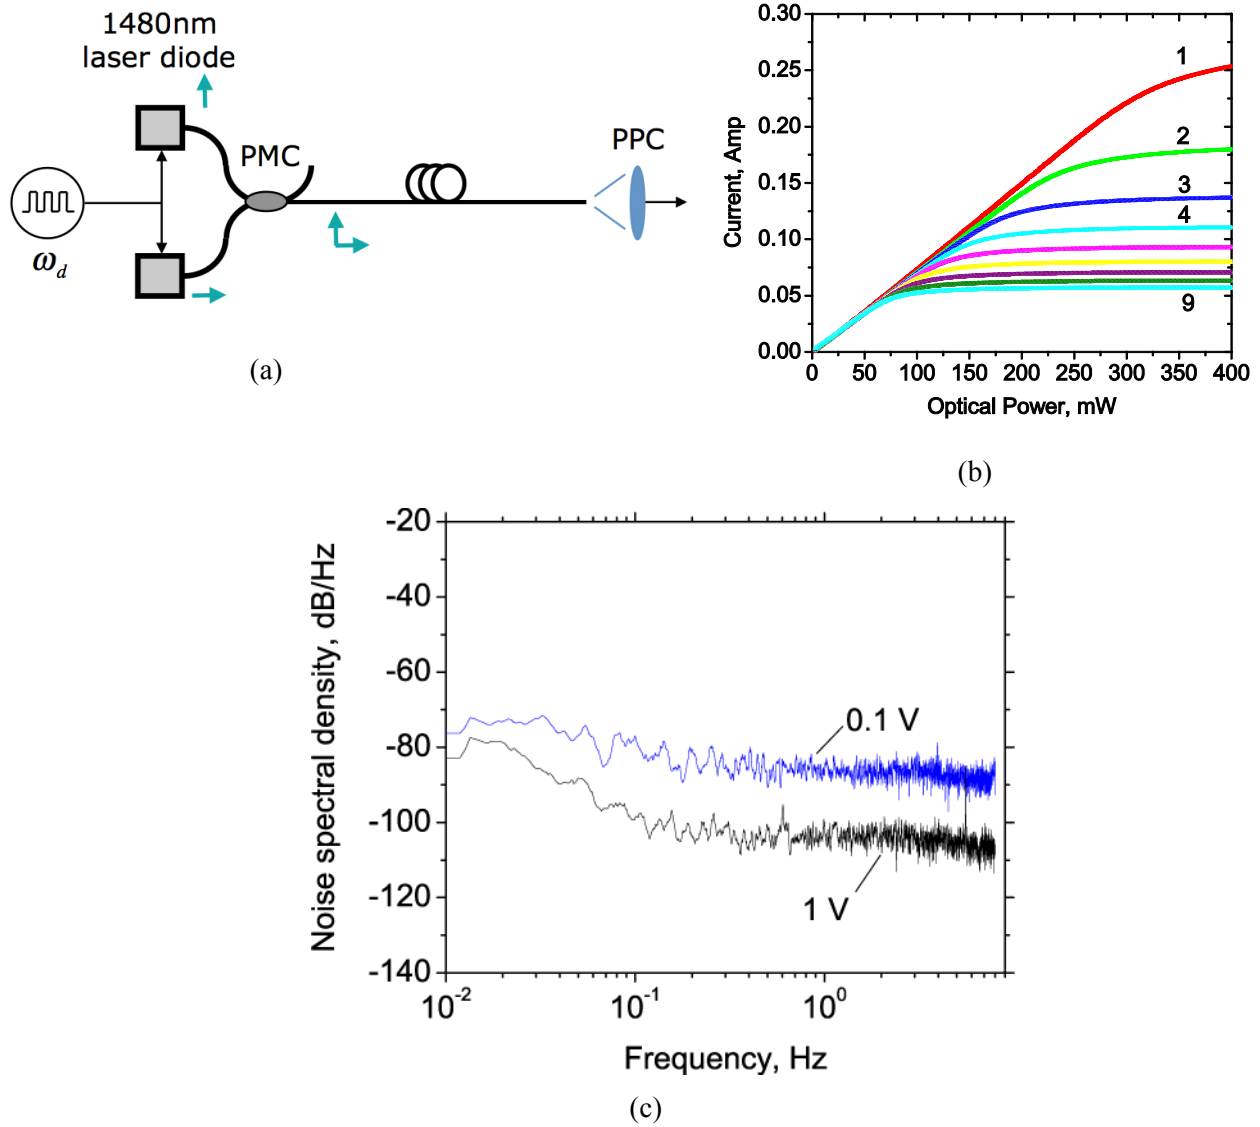 1480nm
laser diode
PMC
PPC
ω_d
(a)
0.30
0.25
0.20
0.15
0.10
0.05
0.00
Current, Amp
1
2
3
4
9
0 50 100 150 200 250 300 350 400
Optical Power, mW
(b)
-20
-40
-60
-80
-100
-120
-140
Noise spectral density, dB/Hz
0.1 V
1 V
10⁻² 10⁻¹ 10⁰
Frequency, Hz
(c)